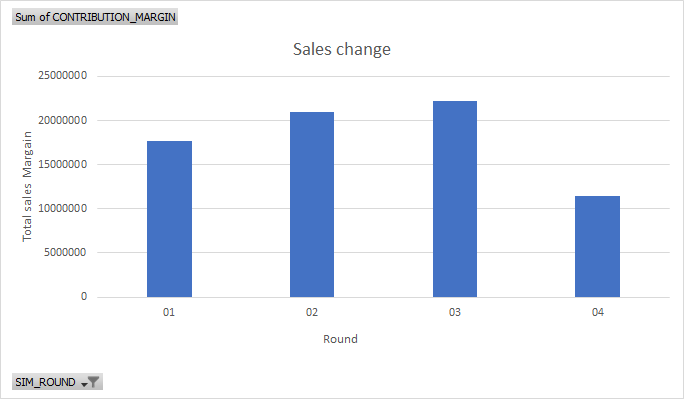 Sum of CONTRIBUTION_MARGIN
Sales change
Total sales Margain
25000000
20000000
15000000
10000000
5000000
0
01 02 03 04
Round
SIM_ROUND